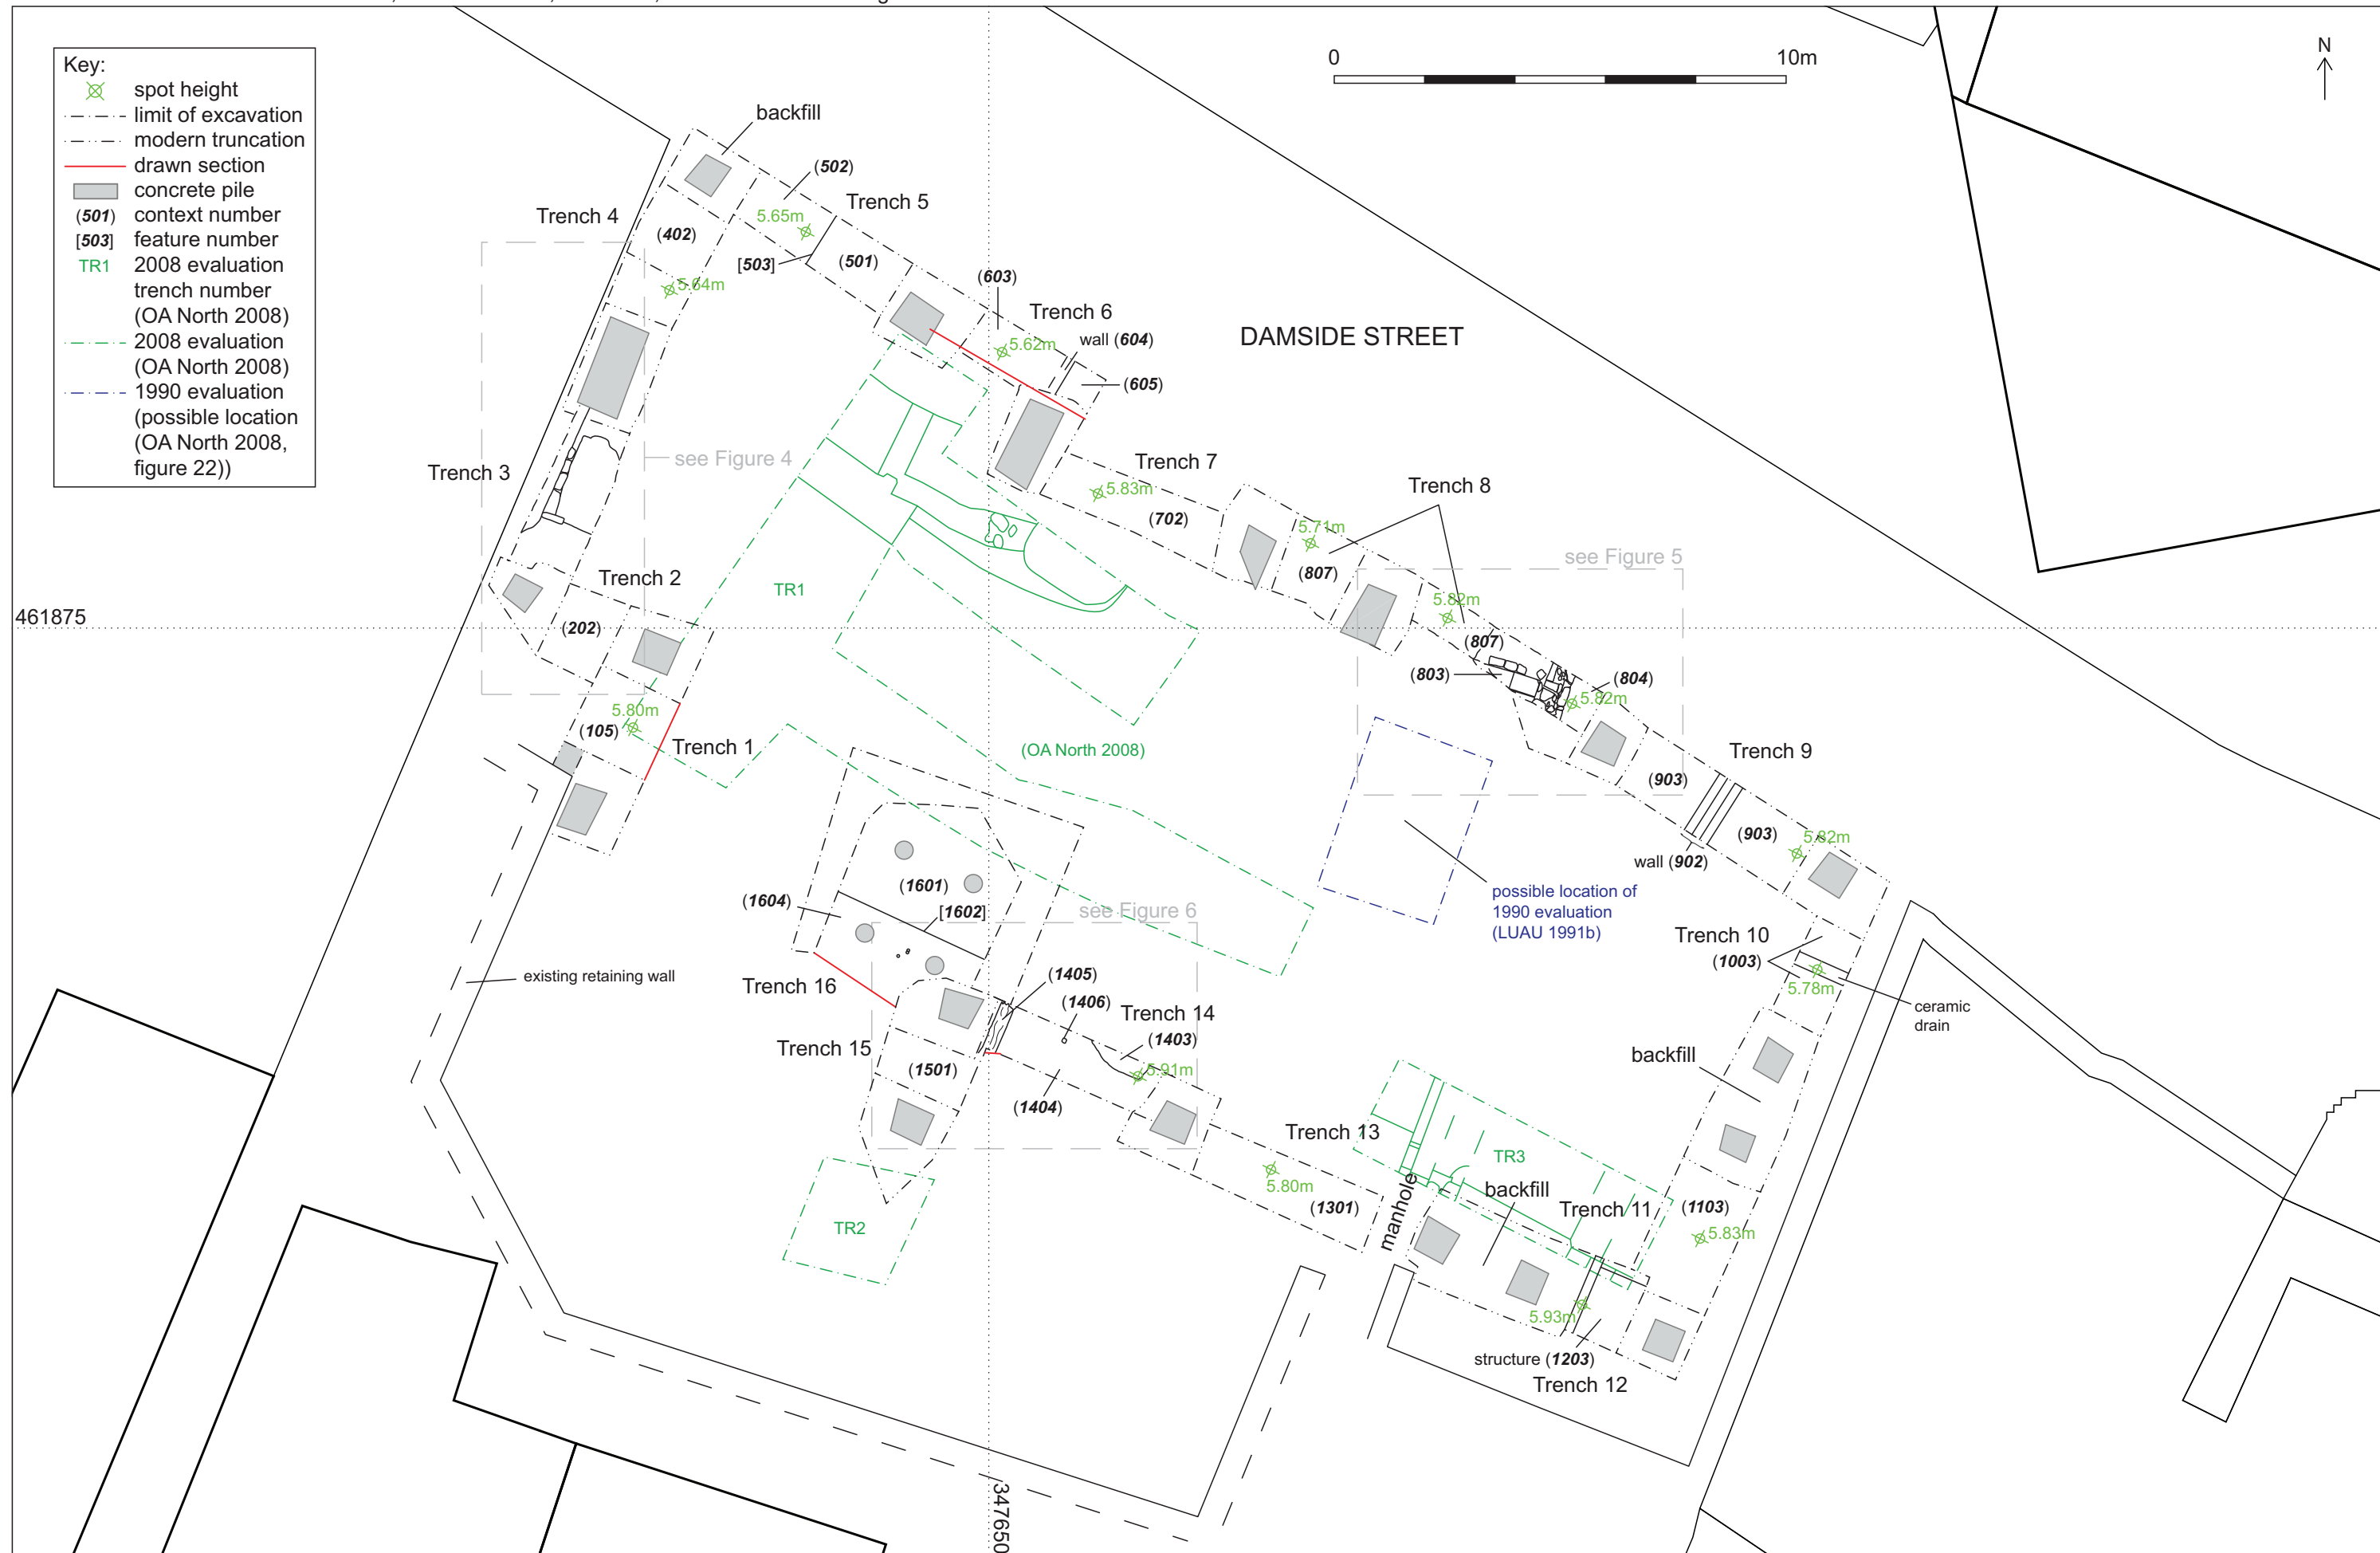 Key:
spot height
limit of excavation
modern truncation
drawn section
concrete pile
(501) context number
[503] feature number
TR1 2008 evaluation
trench number
(OA North 2008)
2008 evaluation
(OA North 2008)
1990 evaluation
(possible location
(OA North 2008,
figure 22))
0 10m
N
backfill
(502)
Trench 5
5.65m
Trench 4
(402)
[503]
(501)
5.64m
(603)
Trench 6
5.62m
wall (604)
(605)
DAMSIDE STREET
see Figure 4
Trench 3
Trench 7
5.83m
(702)
Trench 8
5.71m
(807)
see Figure 5
Trench 2
TR1
5.82m
461875
(202)
(807)
(803)
(804)
5.82m
5.80m
(105)
Trench 1
(OA North 2008)
Trench 9
(903)
(903)
5.82m
wall (902)
possible location of
1990 evaluation
(LUAU 1991b)
(1601)
(1604)
[1602]
see Figure 6
Trench 10
(1003)
5.78m
existing retaining wall
Trench 16
(1405)
(1406)
Trench 14
(1403)
ceramic
drain
Trench 15
(1501)
5.91m
backfill
(1404)
Trench 13
TR3
5.80m
(1301)
manhole
backfill
Trench 11
(1103)
5.83m
TR2
5.93m
structure (1203)
Trench 12
347650